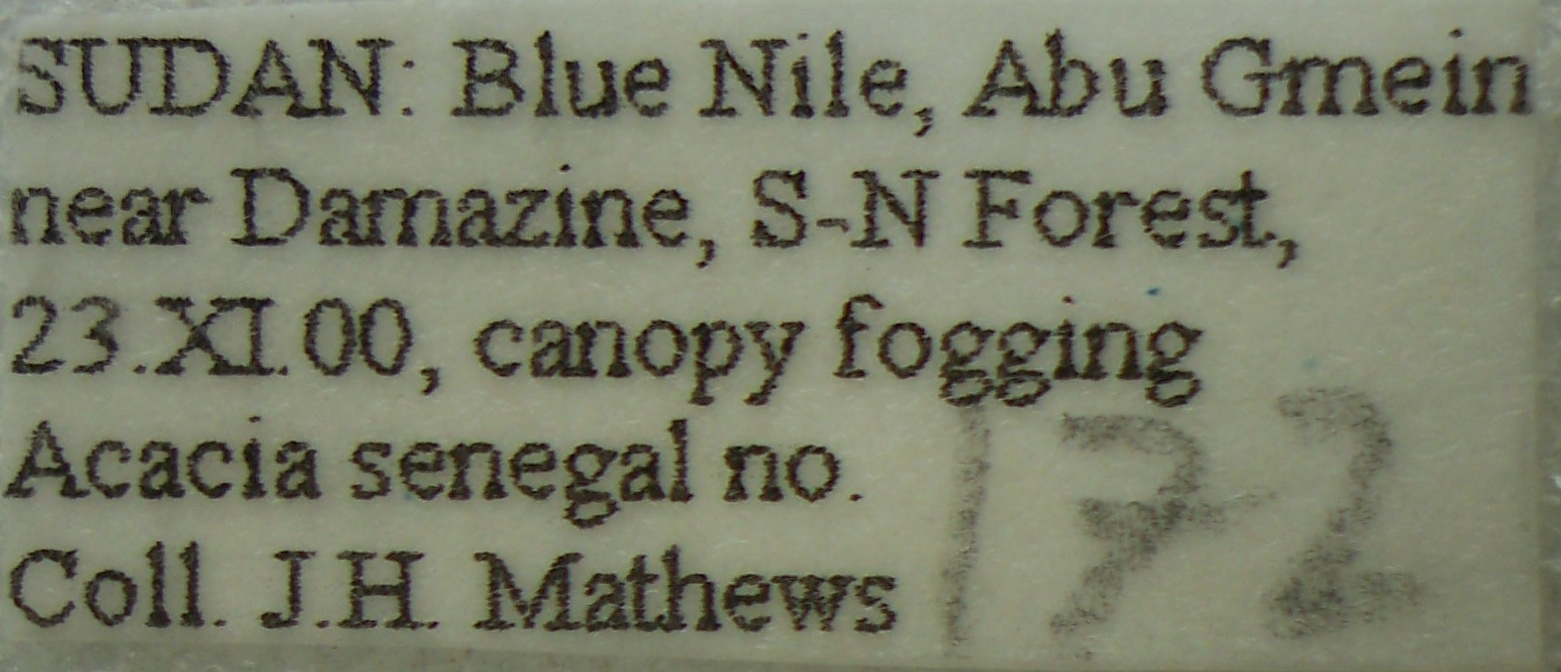 SUDAN: Blue Nile, Abu Gmein
near Damazine, S-N Forest,
23.XI.00, canopy fogging
Acacia senegal no. 172
Coll. J.H. Mathews